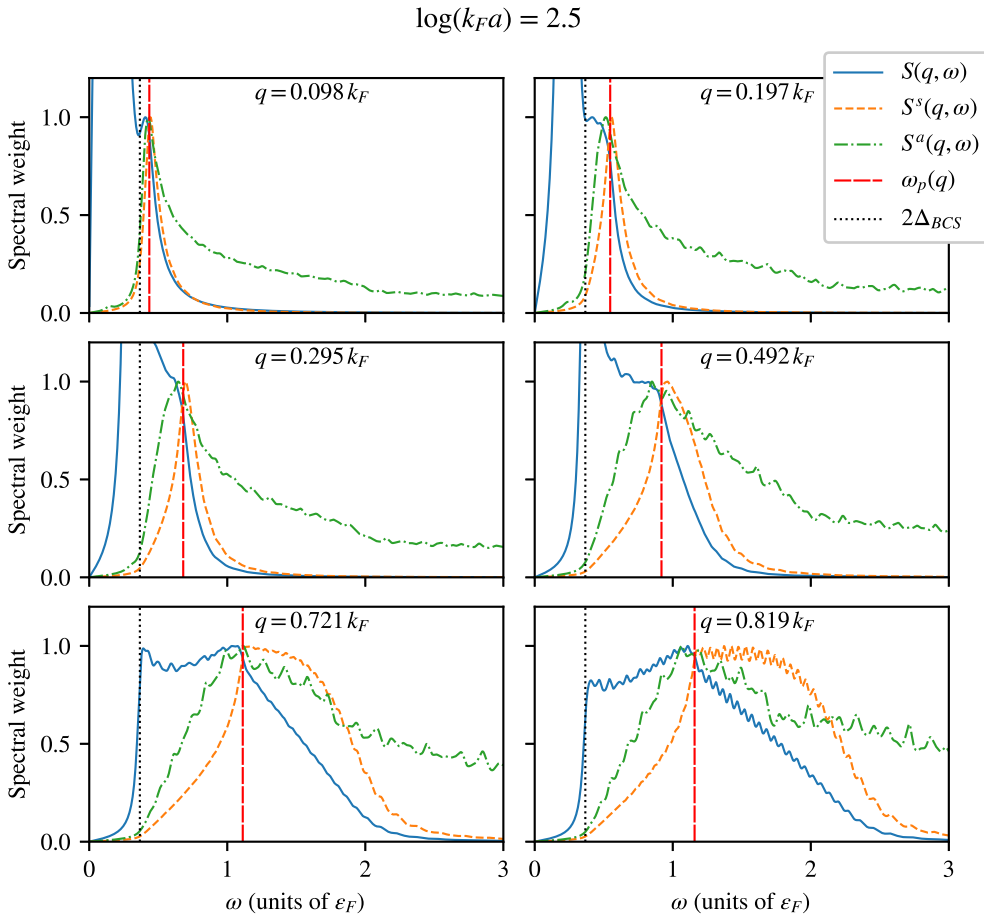 log(k_F a) = 2.5
q = 0.098 k_F
q = 0.197 k_F
S(q, ω)
S^s(q, ω)
S^a(q, ω)
ω_p(q)
2Δ_BCS
Spectral weight
1.0
0.5
0.0
q = 0.295 k_F
q = 0.492 k_F
Spectral weight
1.0
0.5
0.0
q = 0.721 k_F
q = 0.819 k_F
Spectral weight
1.0
0.5
0.0
0 1 2 3
0 1 2 3
ω (units of ε_F)
ω (units of ε_F)